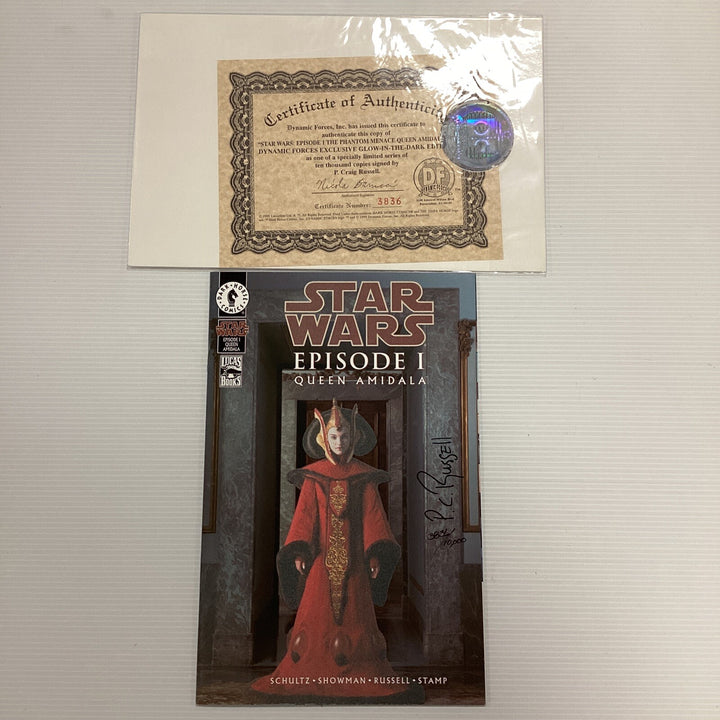 Certificate of Authenticity
Dynamic Forces, Inc. has issued this certificate to
authenticate this copy of
"STAR WARS: EPISODE I THE PHANTOM MENACE QUEEN AMIDALA
DYNAMIC FORCES EXCLUSIVE GLOW-IN-THE-DARK EDITION
as one of a specially limited series of
ten thousand copies signed by
P. Craig Russell.
Certificate Number: 3836
DF
DARK HORSE
COMICS
STAR
WARS
EPISODE I
QUEEN
AMIDALA
LUCAS
BOOKS
STAR
WARS
EPISODE I
QUEEN AMIDALA
P. C. Russell
3836/
10,000
SCHULTZ • SHOWMAN • RUSSELL • STAMP